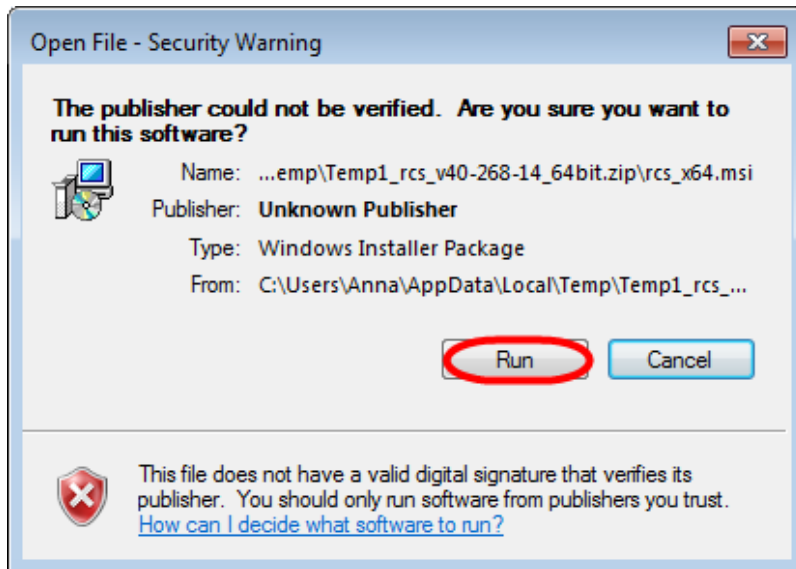 Open File - Security Warning
The publisher could not be verified. Are you sure you want to
run this software?
Name: ...emp\Temp1_rcs_v40-268-14_64bit.zip\rcs_x64.msi
Publisher: Unknown Publisher
Type: Windows Installer Package
From: C:\Users\Anna\AppData\Local\Temp\Temp1_rcs_...
Run Cancel
This file does not have a valid digital signature that verifies its
publisher. You should only run software from publishers you trust.
How can I decide what software to run?